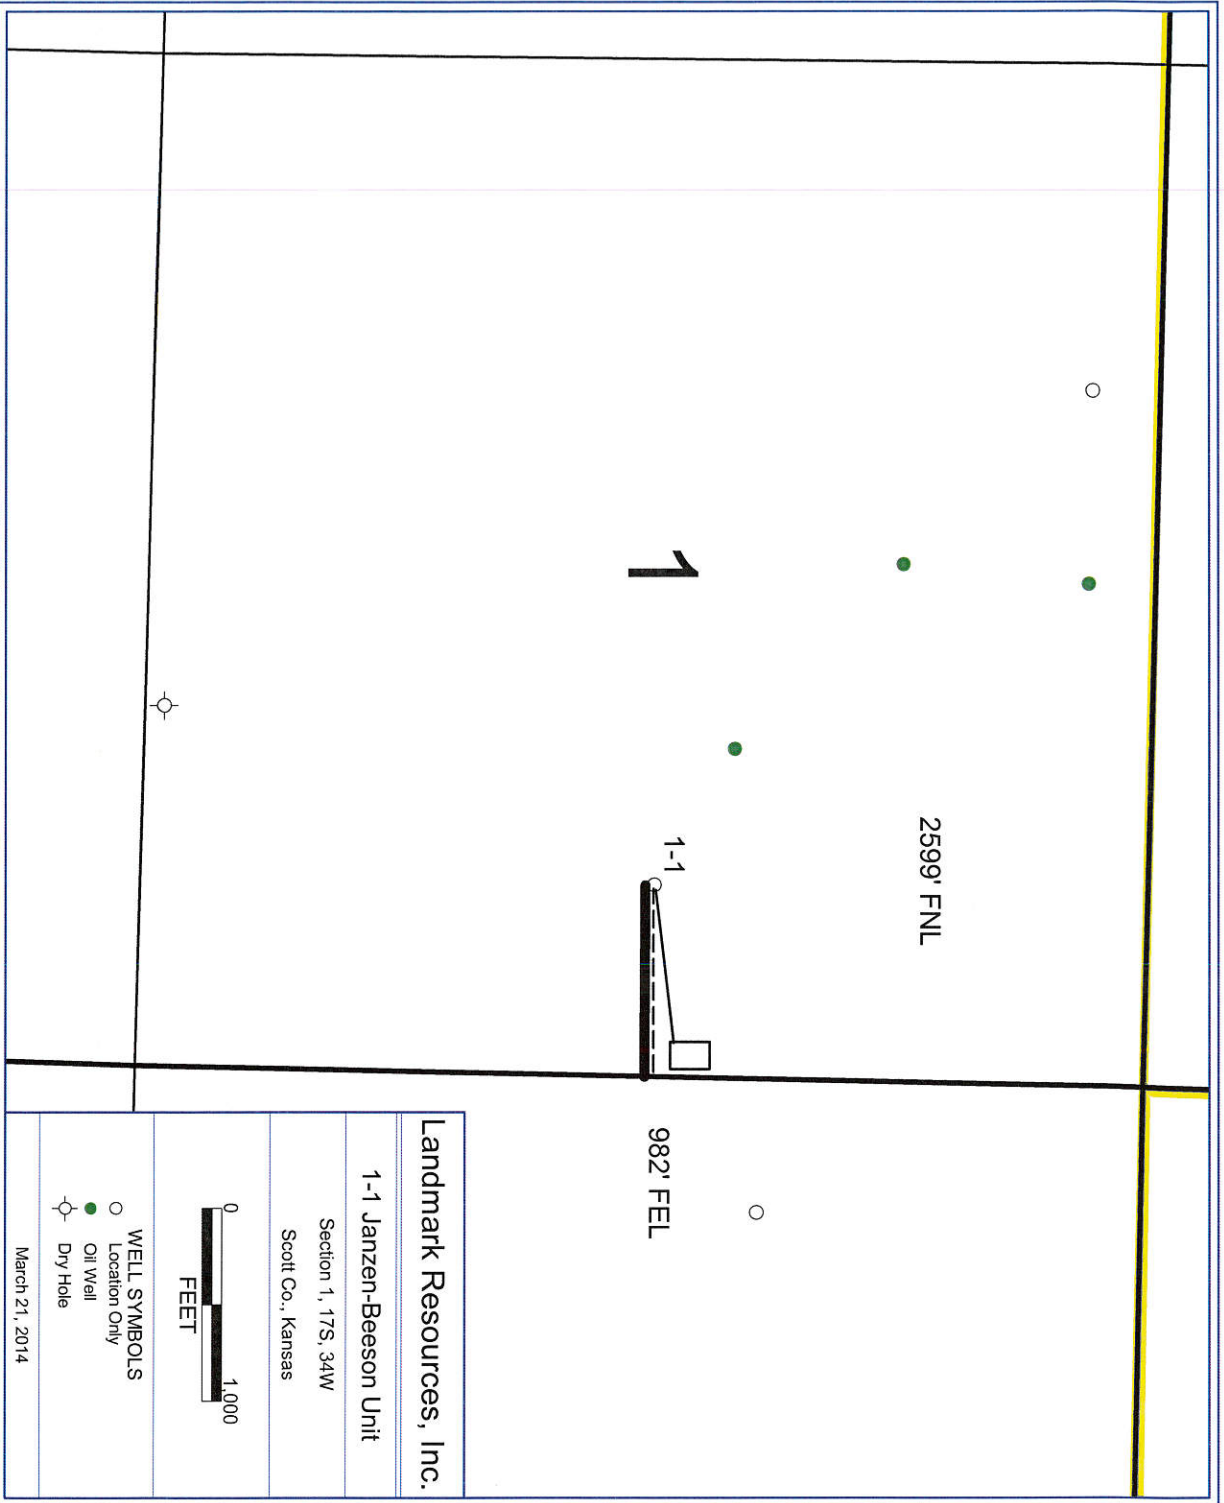 1
2599' FNL
1-1
982' FEL
Landmark Resources, Inc.
1-1 Janzen-Beeson Unit
Section 1, 17S, 34W
Scott Co., Kansas
0 1,000
FEET
WELL SYMBOLS
Location Only
Oil Well
Dry Hole
March 21, 2014